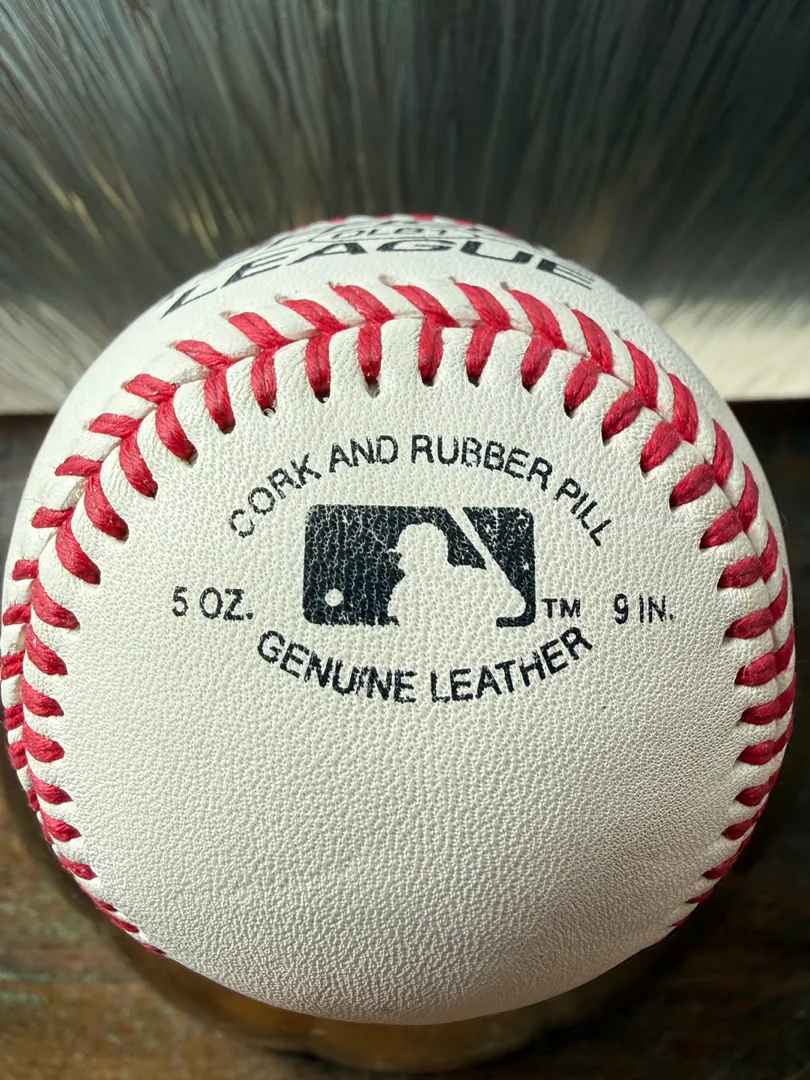 LEAGUE
CORK AND RUBBER PILL
5 OZ.
TM
9 IN.
GENUINE LEATHER